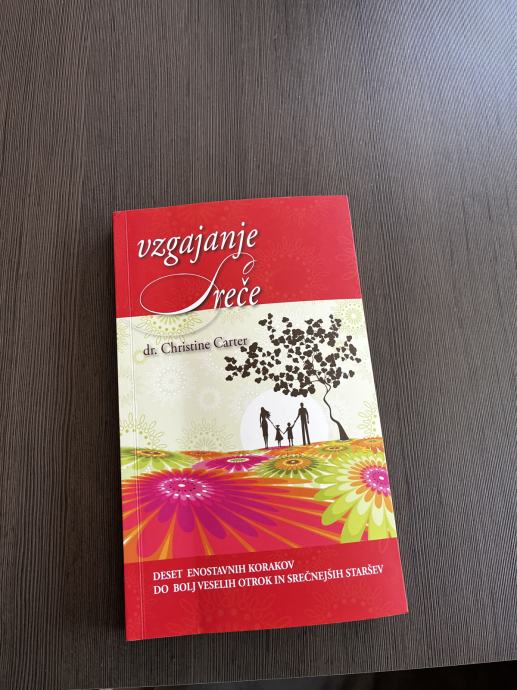 vzgajanje
Sreče
dr. Christine Carter
DESET ENOSTAVNIH KORAKOV
DO BOLJ VESELIH OTROK IN SREČNEJŠIH STARŠEV